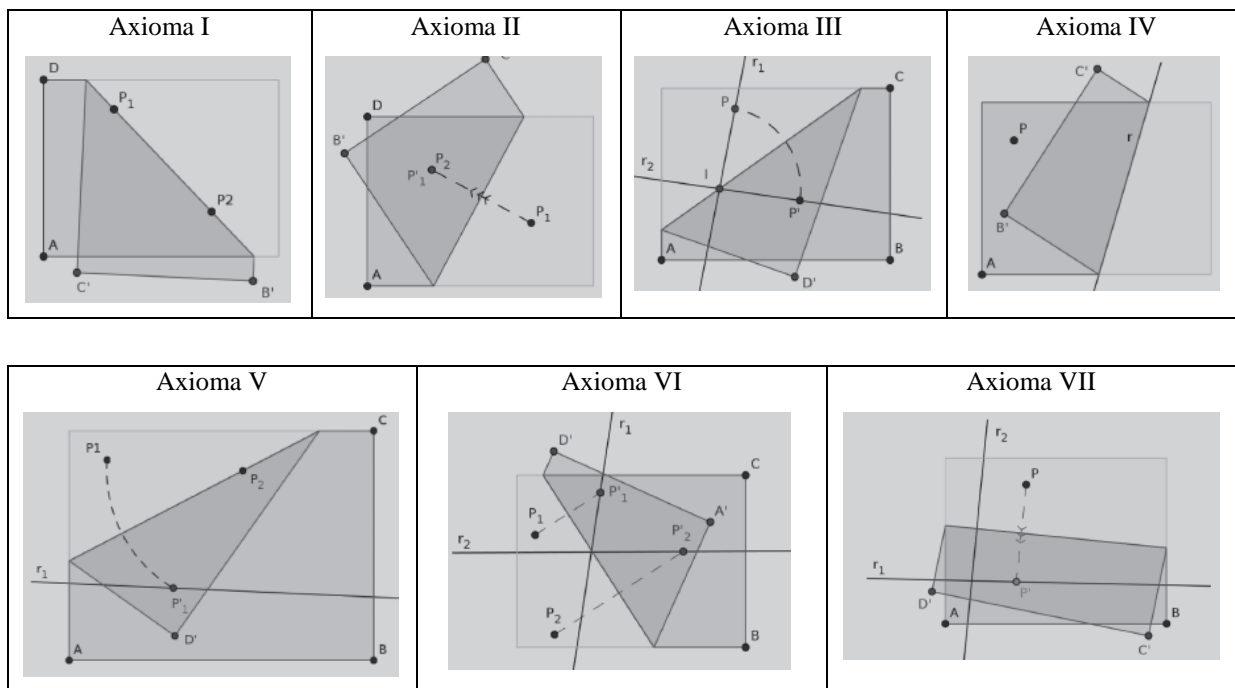 Axioma I
Axioma II
Axioma III
Axioma IV
D
P1
P2
A
C'
B'
D
B'
P2
P'1
P1
A
r1
C
P
r2
I
P'
A
B
D'
C'
P
r
B'
A
Axioma V
Axioma VI
Axioma VII
C
P1
P2
r1
P'1
D'
A
B
r1
D'
C
P'1
P1
A'
r2
P'2
P2
B
r2
P
r1
P'
D'
A
B
C'